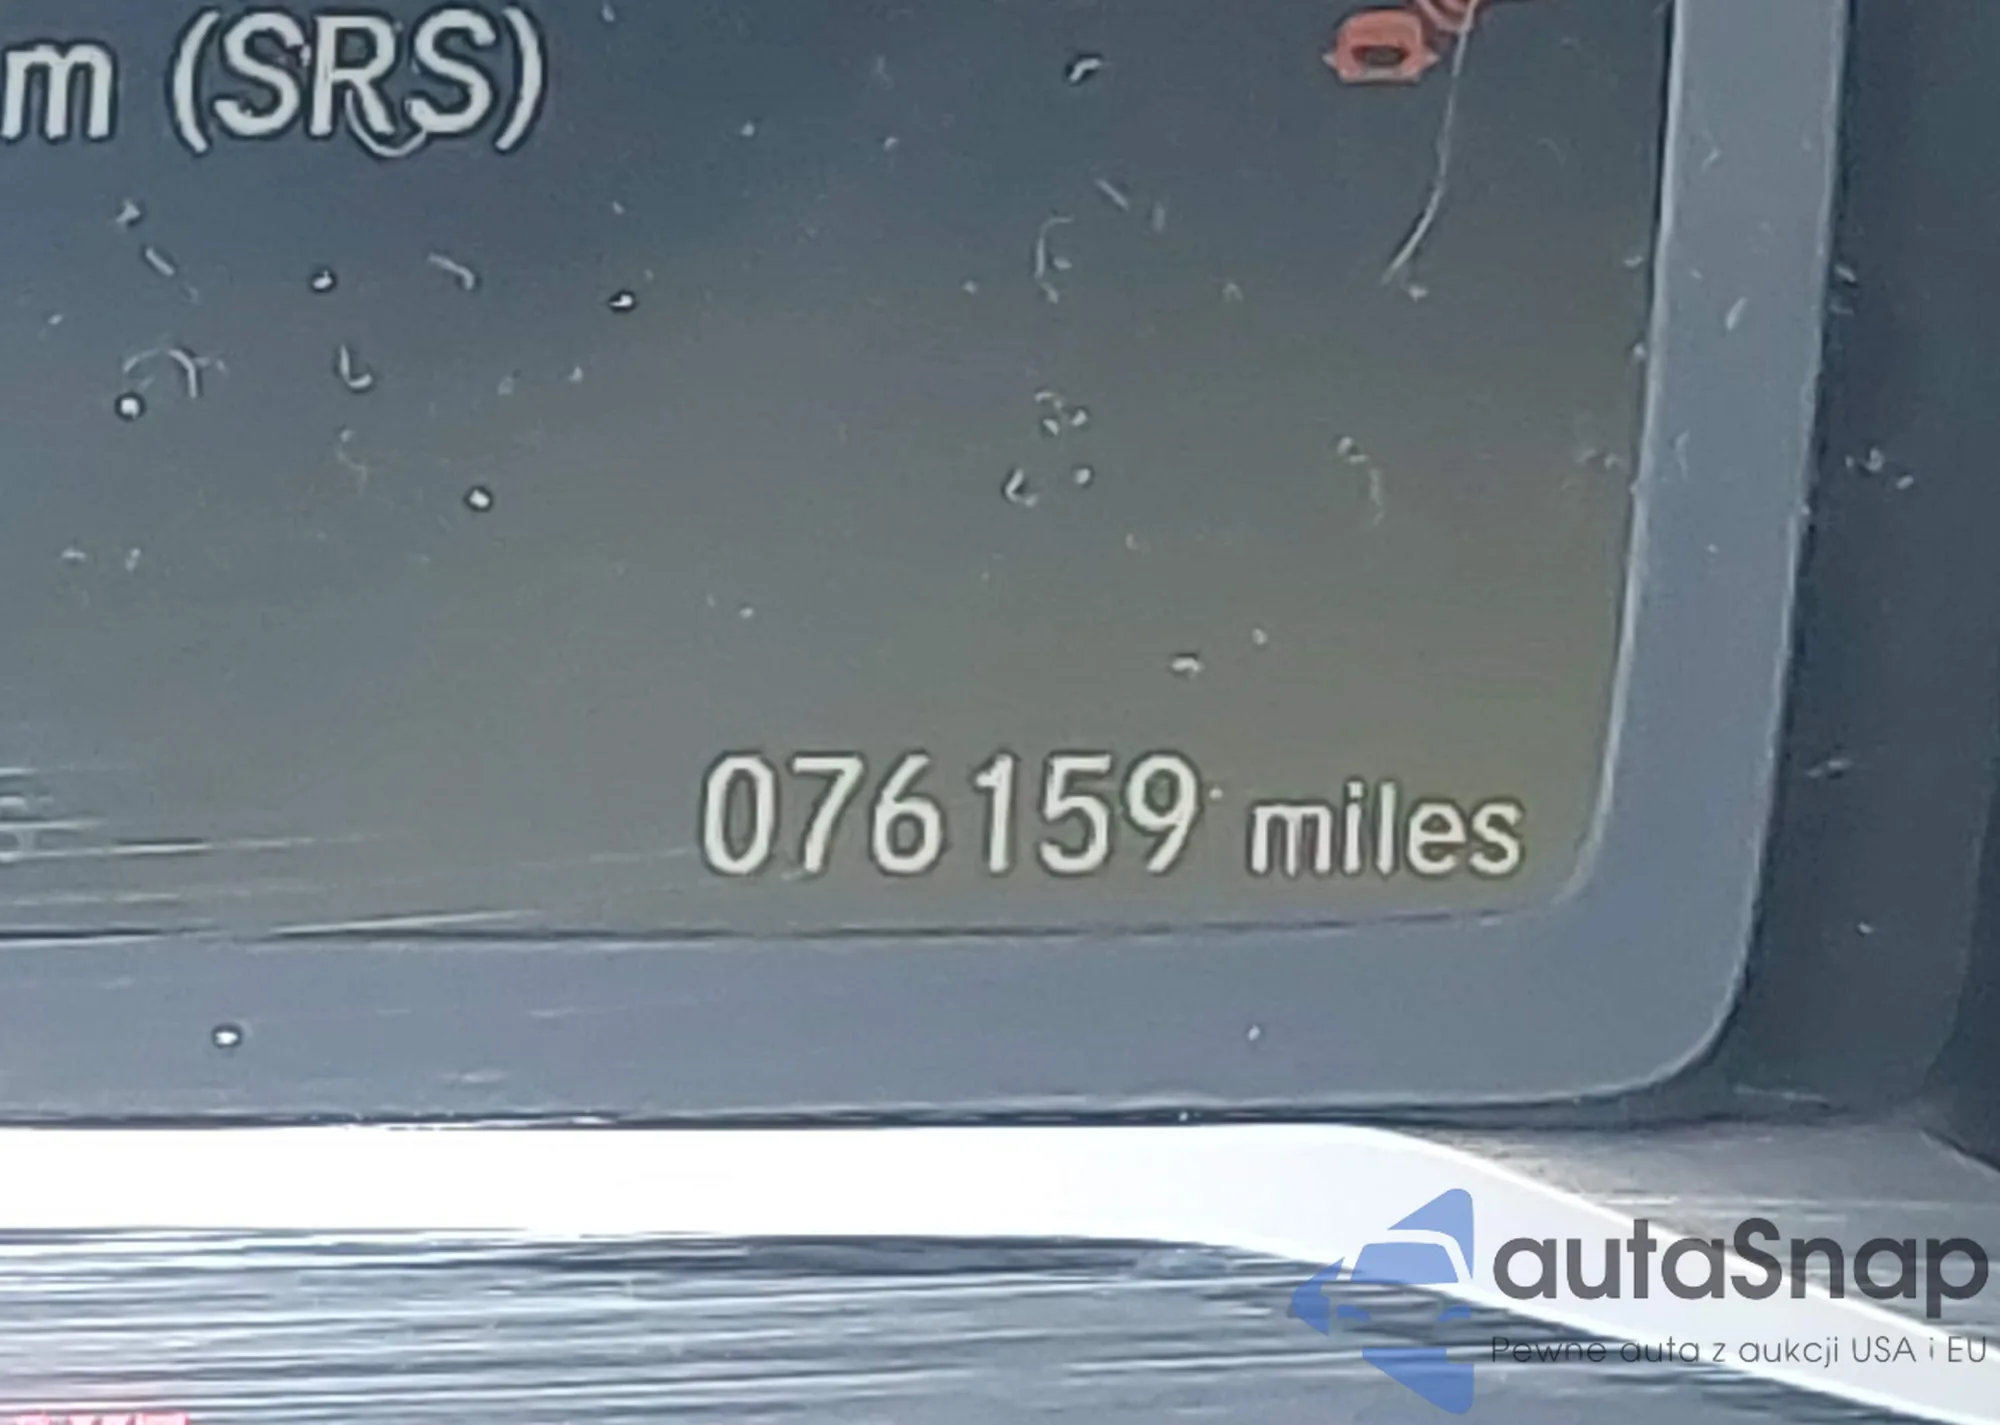 m (SRS)
076159 miles
autaSnap
Pewne auta z aukcji USA i EU